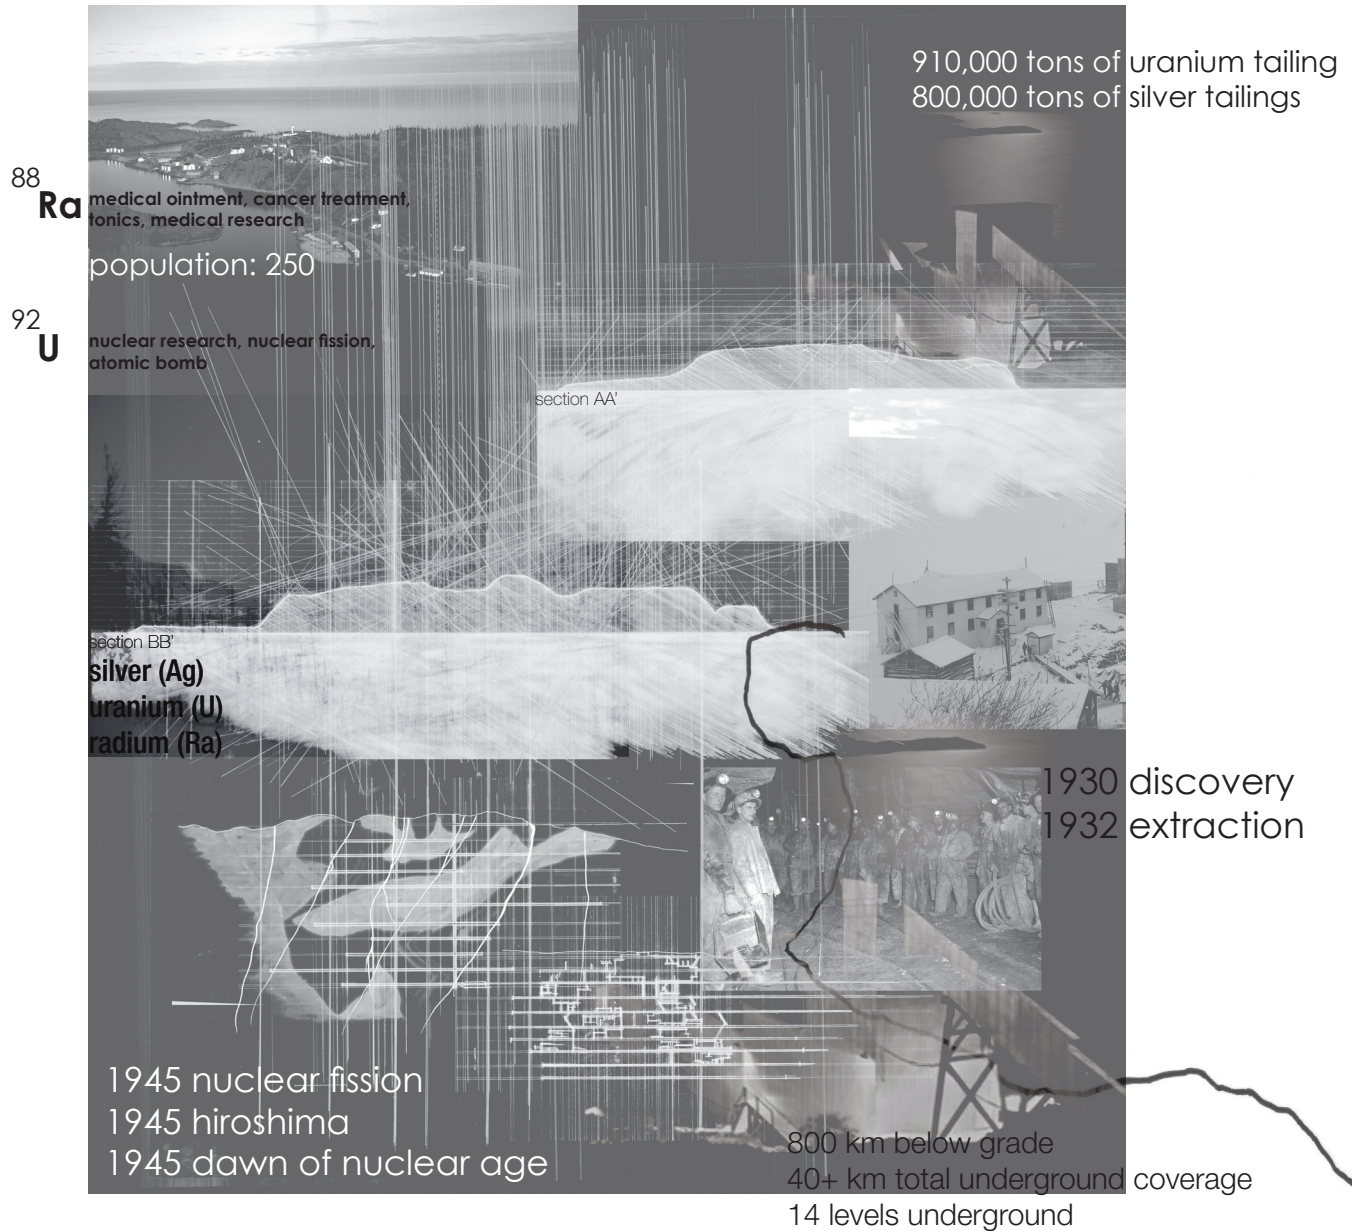 910,000 tons of uranium tailing
800,000 tons of silver tailings
88
Ra
medical ointment, cancer treatment,
tonics, medical research
population: 250
92
U
nuclear research, nuclear fission,
atomic bomb
section AA'
section BB'
silver (Ag)
uranium (U)
radium (Ra)
1930 discovery
1932 extraction
1945 nuclear fission
1945 hiroshima
1945 dawn of nuclear age
800 km below grade
40+ km total underground coverage
14 levels underground